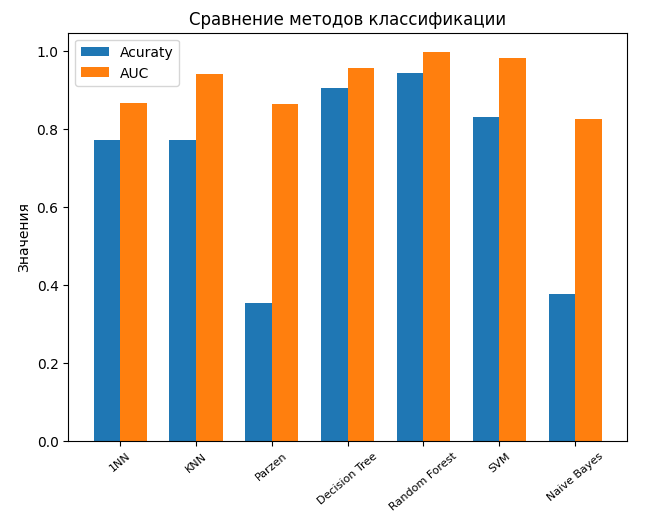 Сравнение методов классификации
Acuraty
AUC
Значения
1.0
0.8
0.6
0.4
0.2
0.0
1NN
KNN
Parzen
Decision Tree
Random Forest
SVM
Naive Bayes